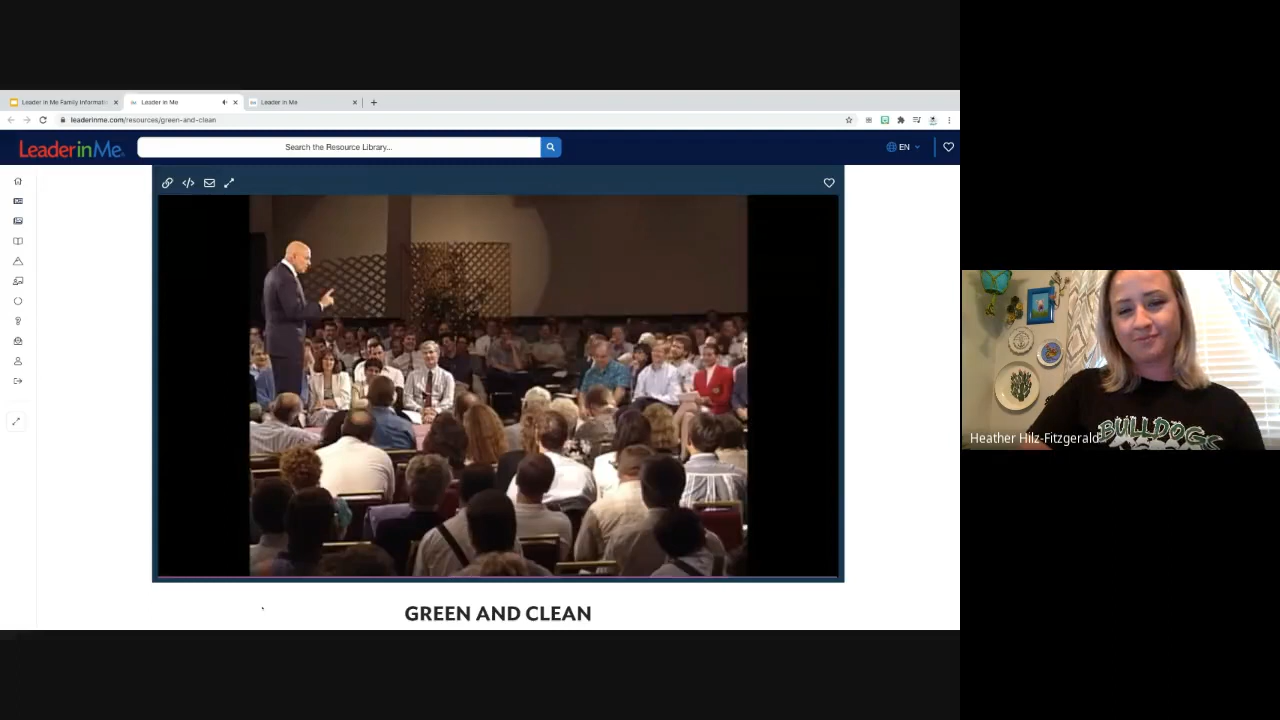 Leader in Me Family Informati
Leader in Me
Leader in Me
leaderinme.com/resources/green-and-clean
LeaderinMe.
Search the Resource Library...
EN
GREEN AND CLEAN
Heather Hilz-Fitzgerald
BULLDOGS